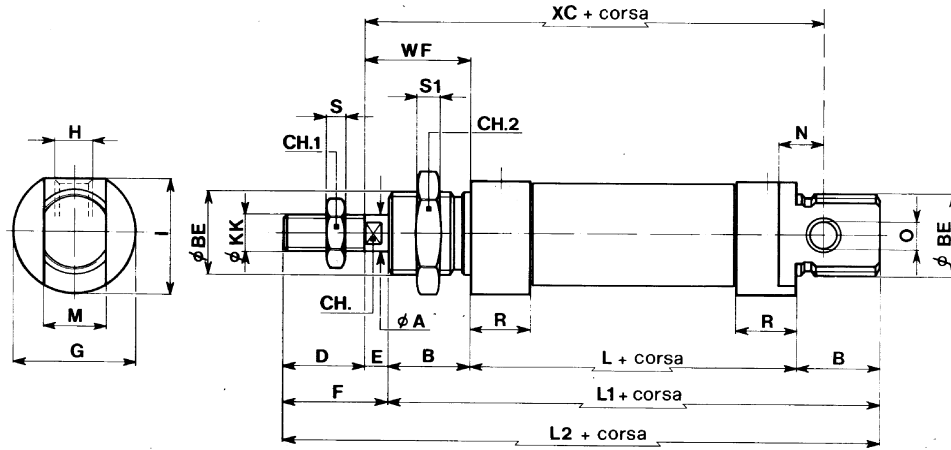 XC + corsa
WF
S1
S
CH.2
N
H
CH.1
I
φ BE
φ KK
O
φ BE
M
CH.
φ A
R
R
G
D
E
B
L + corsa
B
F
L1 + corsa
L2 + corsa